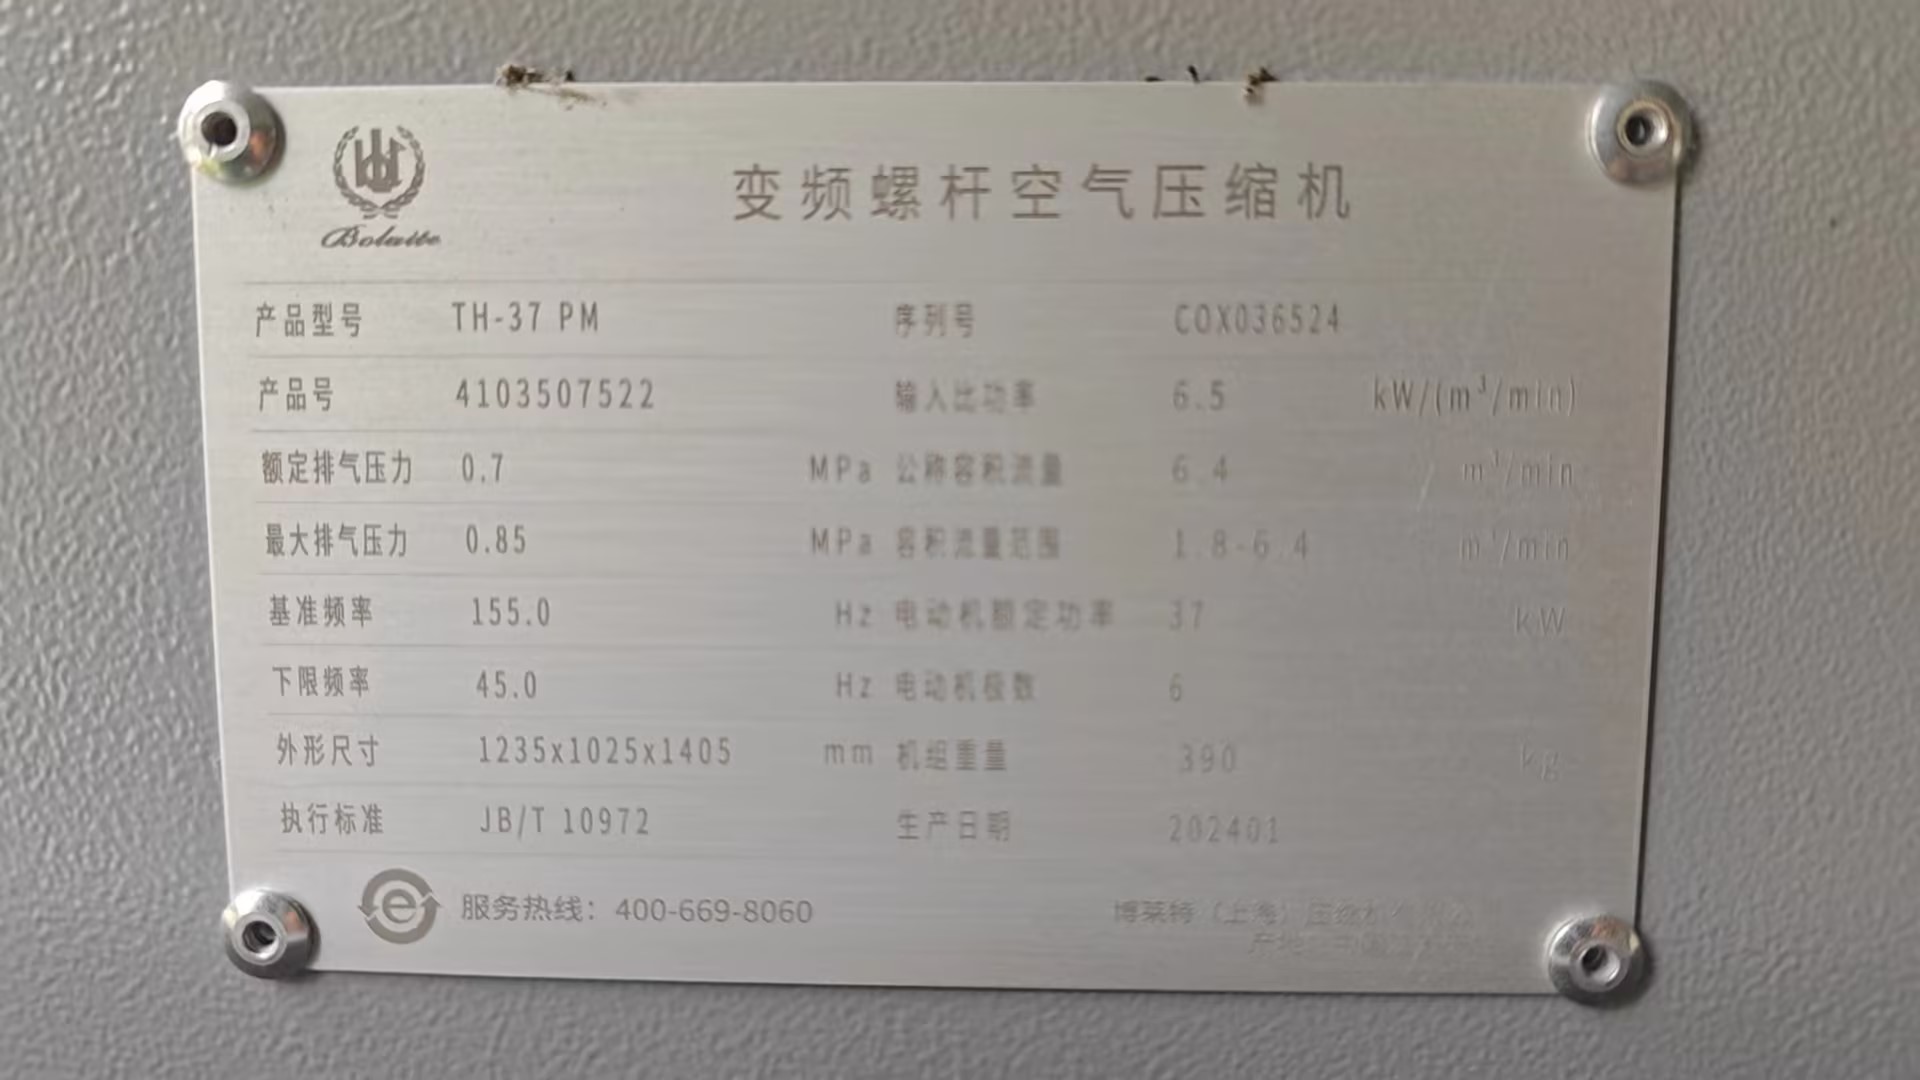 Bolaite
变频螺杆空气压缩机
产品型号 TH-37 PM 序列号 COX036524
产品号 4103507522 输入比功率 6.5 kW/(m³/min)
额定排气压力 0.7 MPa 公称容积流量 6.4 m³/min
最大排气压力 0.85 MPa 容积流量范围 1.8-6.4 m³/min
基准频率 155.0 Hz 电动机额定功率 37 kW
下限频率 45.0 Hz 电动机极数 6
外形尺寸 1235x1025x1405 mm 机组重量 390 kg
执行标准 JB/T 10972 生产日期 202401
服务热线：400-669-8060 博莱特（上海）压缩机
产地：中国